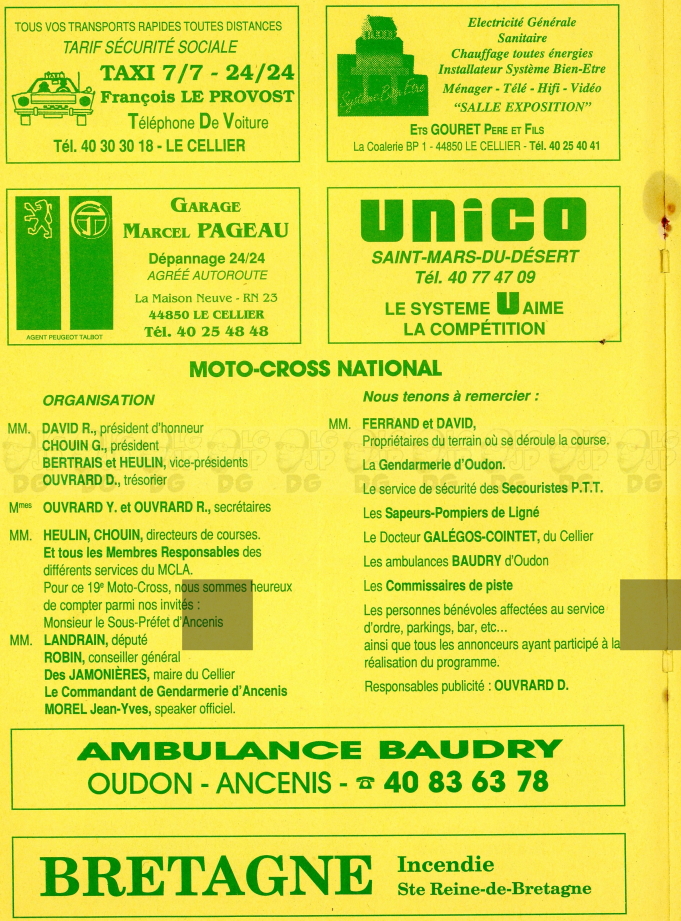 TOUS VOS TRANSPORTS RAPIDES TOUTES DISTANCES
TARIF SÉCURITÉ SOCIALE
TAXI 7/7 - 24/24
François LE PROVOST
Téléphone De Voiture
Tél. 40 30 30 18 - LE CELLIER
Electricité Générale
Sanitaire
Chauffage toutes énergies
Installateur Système Bien-Etre
Ménager - Télé - Hifi - Vidéo
"SALLE EXPOSITION"
Système Bien Etre
ETS GOURET PERE ET FILS
La Coalerie BP 1 - 44850 LE CELLIER - Tél. 40 25 40 41
GARAGE
MARCEL PAGEAU
Dépannage 24/24
AGRÉÉ AUTOROUTE
La Maison Neuve - RN 23
44850 LE CELLIER
Tél. 40 25 48 48
AGENT PEUGEOT TALBOT
UNICO
SAINT-MARS-DU-DÉSERT
Tél. 40 77 47 09
LE SYSTEME U AIME
LA COMPÉTITION
MOTO-CROSS NATIONAL
ORGANISATION
MM. DAVID R., président d'honneur
CHOUIN G., président
BERTRAIS et HEULIN, vice-présidents
OUVRARD D., trésorier
Mmes OUVRARD Y. et OUVRARD R., secrétaires
MM. HEULIN, CHOUIN, directeurs de courses.
Et tous les Membres Responsables des
différents services du MCLA.
Pour ce 19e Moto-Cross, nous sommes heureux
de compter parmi nos invités :
Monsieur le Sous-Préfet d'Ancenis
MM. LANDRAIN, député
ROBIN, conseiller général
Des JAMONIÈRES, maire du Cellier
Le Commandant de Gendarmerie d'Ancenis
MOREL Jean-Yves, speaker officiel.
Nous tenons à remercier :
MM. FERRAND et DAVID,
Propriétaires du terrain où se déroule la course.
La Gendarmerie d'Oudon.
Le service de sécurité des Secouristes P.T.T.
Les Sapeurs-Pompiers de Ligné
Le Docteur GALÉGOS-COINTET, du Cellier
Les ambulances BAUDRY d'Oudon
Les Commissaires de piste
Les personnes bénévoles affectées au service
d'ordre, parkings, bar, etc...
ainsi que tous les annonceurs ayant participé à la
réalisation du programme.
Responsables publicité : OUVRARD D.
AMBULANCE BAUDRY
OUDON - ANCENIS - ☎ 40 83 63 78
BRETAGNE Incendie
Ste Reine-de-Bretagne